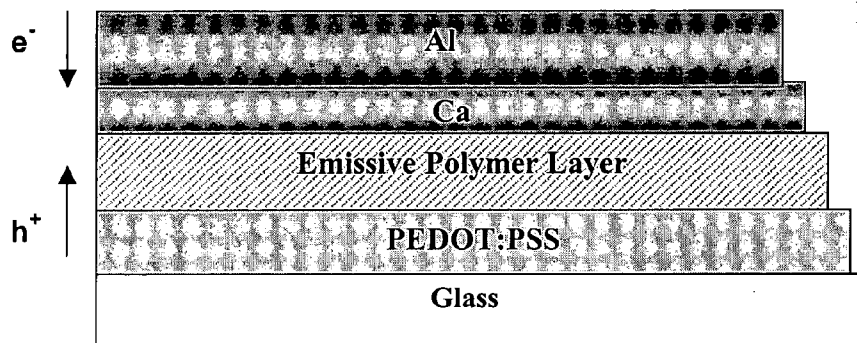 e-
Al
Ca
Emissive Polymer Layer
h+
PEDOT:PSS
Glass